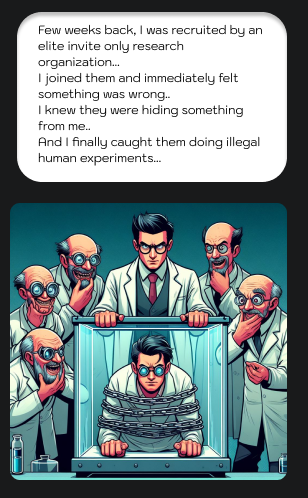 Few weeks back, I was recruited by an
elite invite only research
organization...
I joined them and immediately felt
something was wrong..
I knew they were hiding something
from me..
And I finally caught them doing illegal
human experiments...